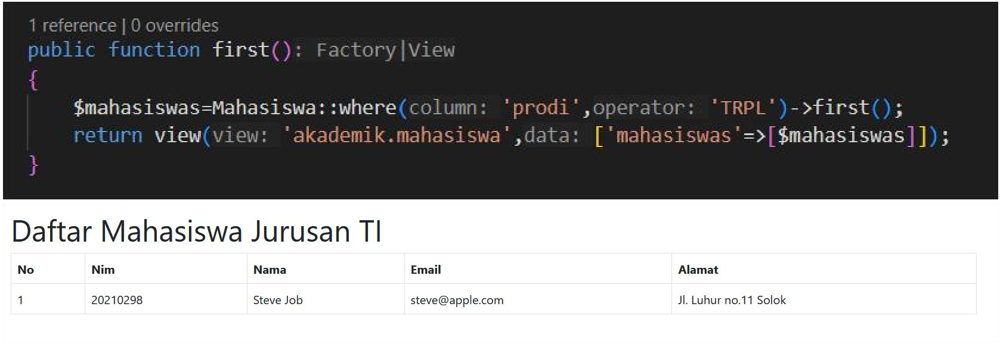 1 reference | 0 overrides
public function first(): Factory|View
{
$mahasiswas=Mahasiswa::where(column: 'prodi',operator: 'TRPL')->first();
return view(view: 'akademik.mahasiswa',data: ['mahasiswas'=>[$mahasiswas]]);
}
Daftar Mahasiswa Jurusan TI
No Nim Nama Email Alamat
1 20210298 Steve Job steve@apple.com Jl. Luhur no.11 Solok